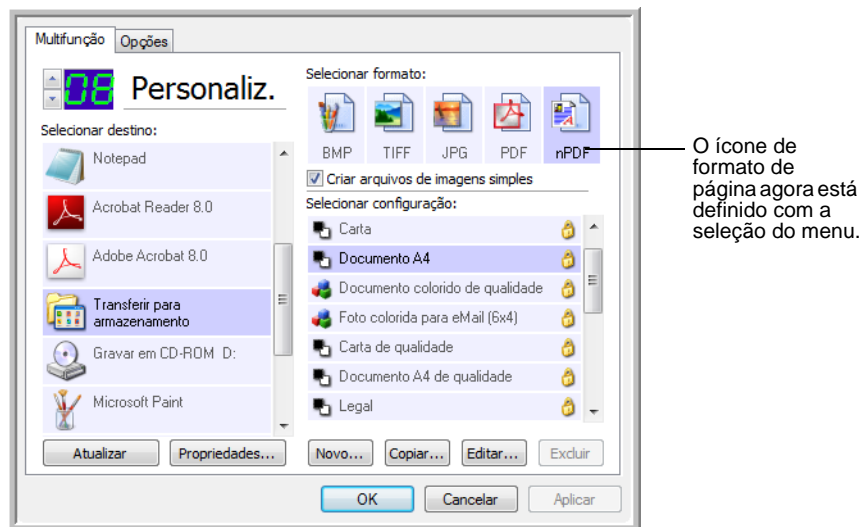 Multifunção
Opções
08 Personaliz.
Selecionar destino:
Notepad
Acrobat Reader 8.0
Adobe Acrobat 8.0
Transferir para
armazenamento
Gravar em CD-ROM D:
Microsoft Paint
Atualizar
Propriedades...
Selecionar formato:
BMP
TIFF
JPG
PDF
nPDF
Criar arquivos de imagens simples
Selecionar configuração:
Carta
Documento A4
Documento colorido de qualidade
Foto colorida para eMail (6x4)
Carta de qualidade
Documento A4 de qualidade
Legal
Novo...
Copiar...
Editar...
Excluir
OK
Cancelar
Aplicar
O ícone de
formato de
página agora está
definido com a
seleção do menu.